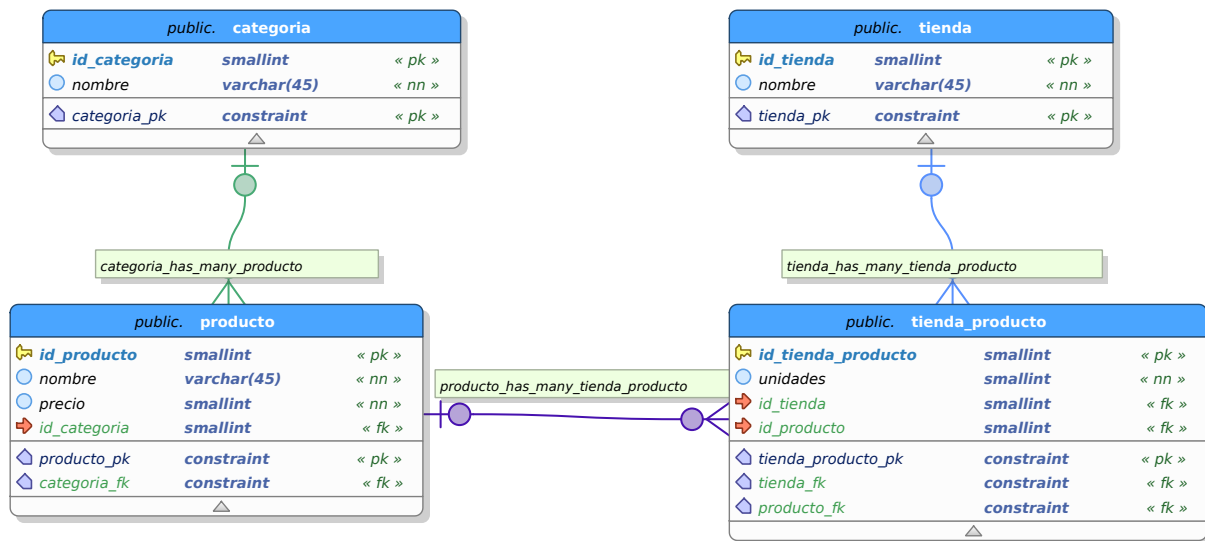 public. categoria
id_categoria smallint « pk »
nombre varchar(45) « nn »
categoria_pk constraint « pk »
public. tienda
id_tienda smallint « pk »
nombre varchar(45) « nn »
tienda_pk constraint « pk »
categoria_has_many_producto
tienda_has_many_tienda_producto
public. producto
id_producto smallint « pk »
nombre varchar(45) « nn »
precio smallint « nn »
id_categoria smallint « fk »
producto_pk constraint « pk »
categoria_fk constraint « fk »
producto_has_many_tienda_producto
public. tienda_producto
id_tienda_producto smallint « pk »
unidades smallint « nn »
id_tienda smallint « fk »
id_producto smallint « fk »
tienda_producto_pk constraint « pk »
tienda_fk constraint « fk »
producto_fk constraint « fk »